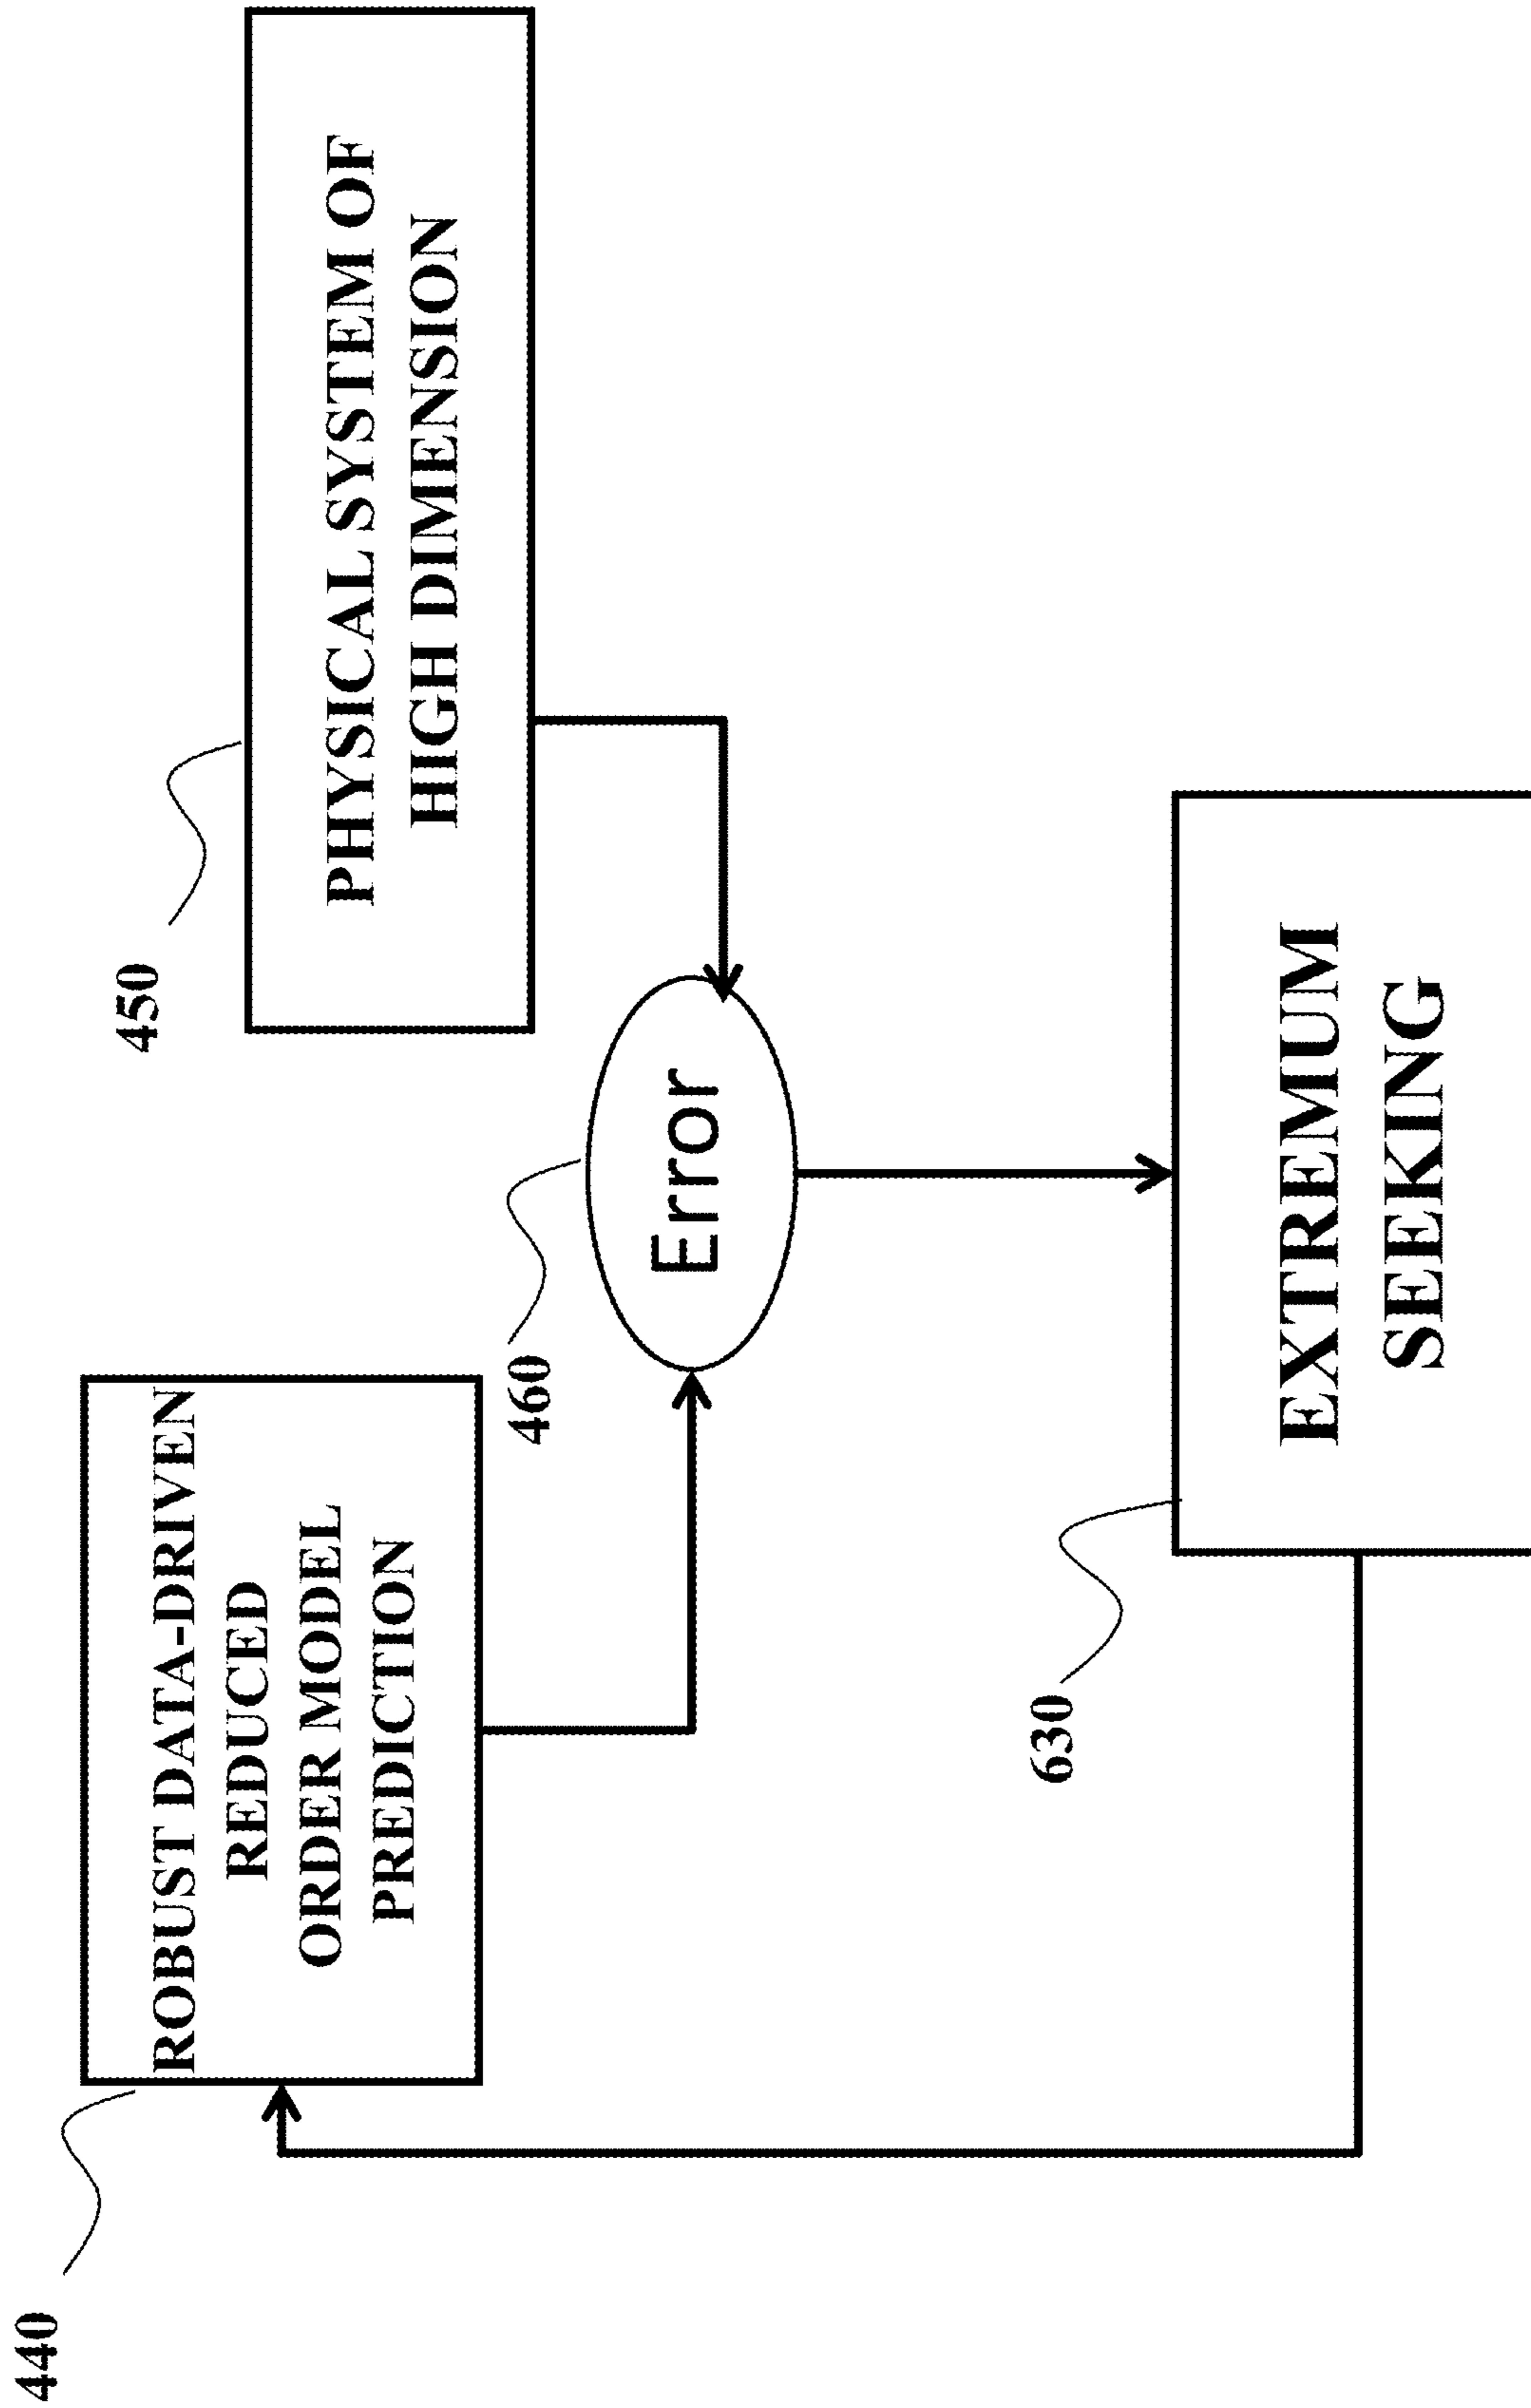 440
ROBUST DATA-DRIVEN
REDUCED
ORDER MODEL
PREDICTION
450
PHYSICAL SYSTEM OF
HIGH DIMENSION
460
Error
630
EXTREMUM
SEEKING